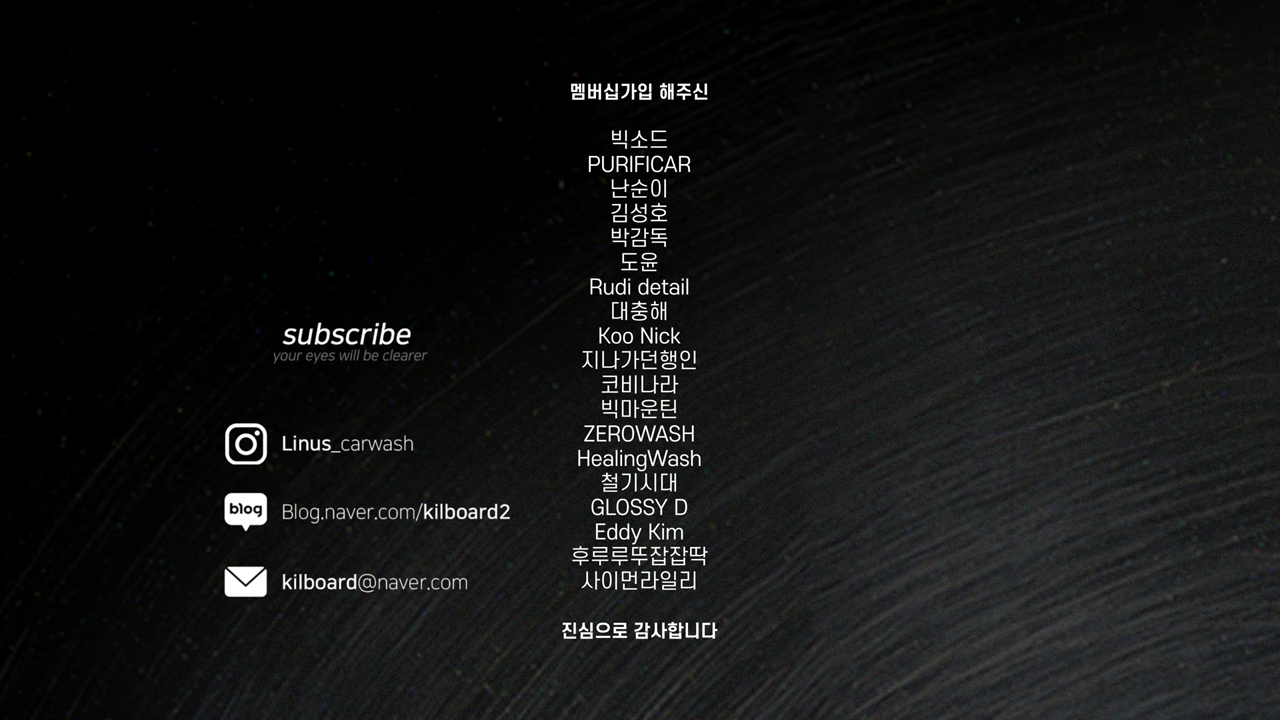 subscribe
your eyes will be clearer
Linus_carwash
blog
Blog.naver.com/kilboard2
kilboard@naver.com
멤버십가입 해주신
빅소드
PURIFICAR
난순이
김성호
박감독
도윤
Rudi detail
대충해
Koo Nick
지나가던행인
코비나라
빅마운틴
ZEROWASH
HealingWash
철기시대
GLOSSY D
Eddy Kim
후루루뚜잡잡딱
사이먼라일리
진심으로 감사합니다